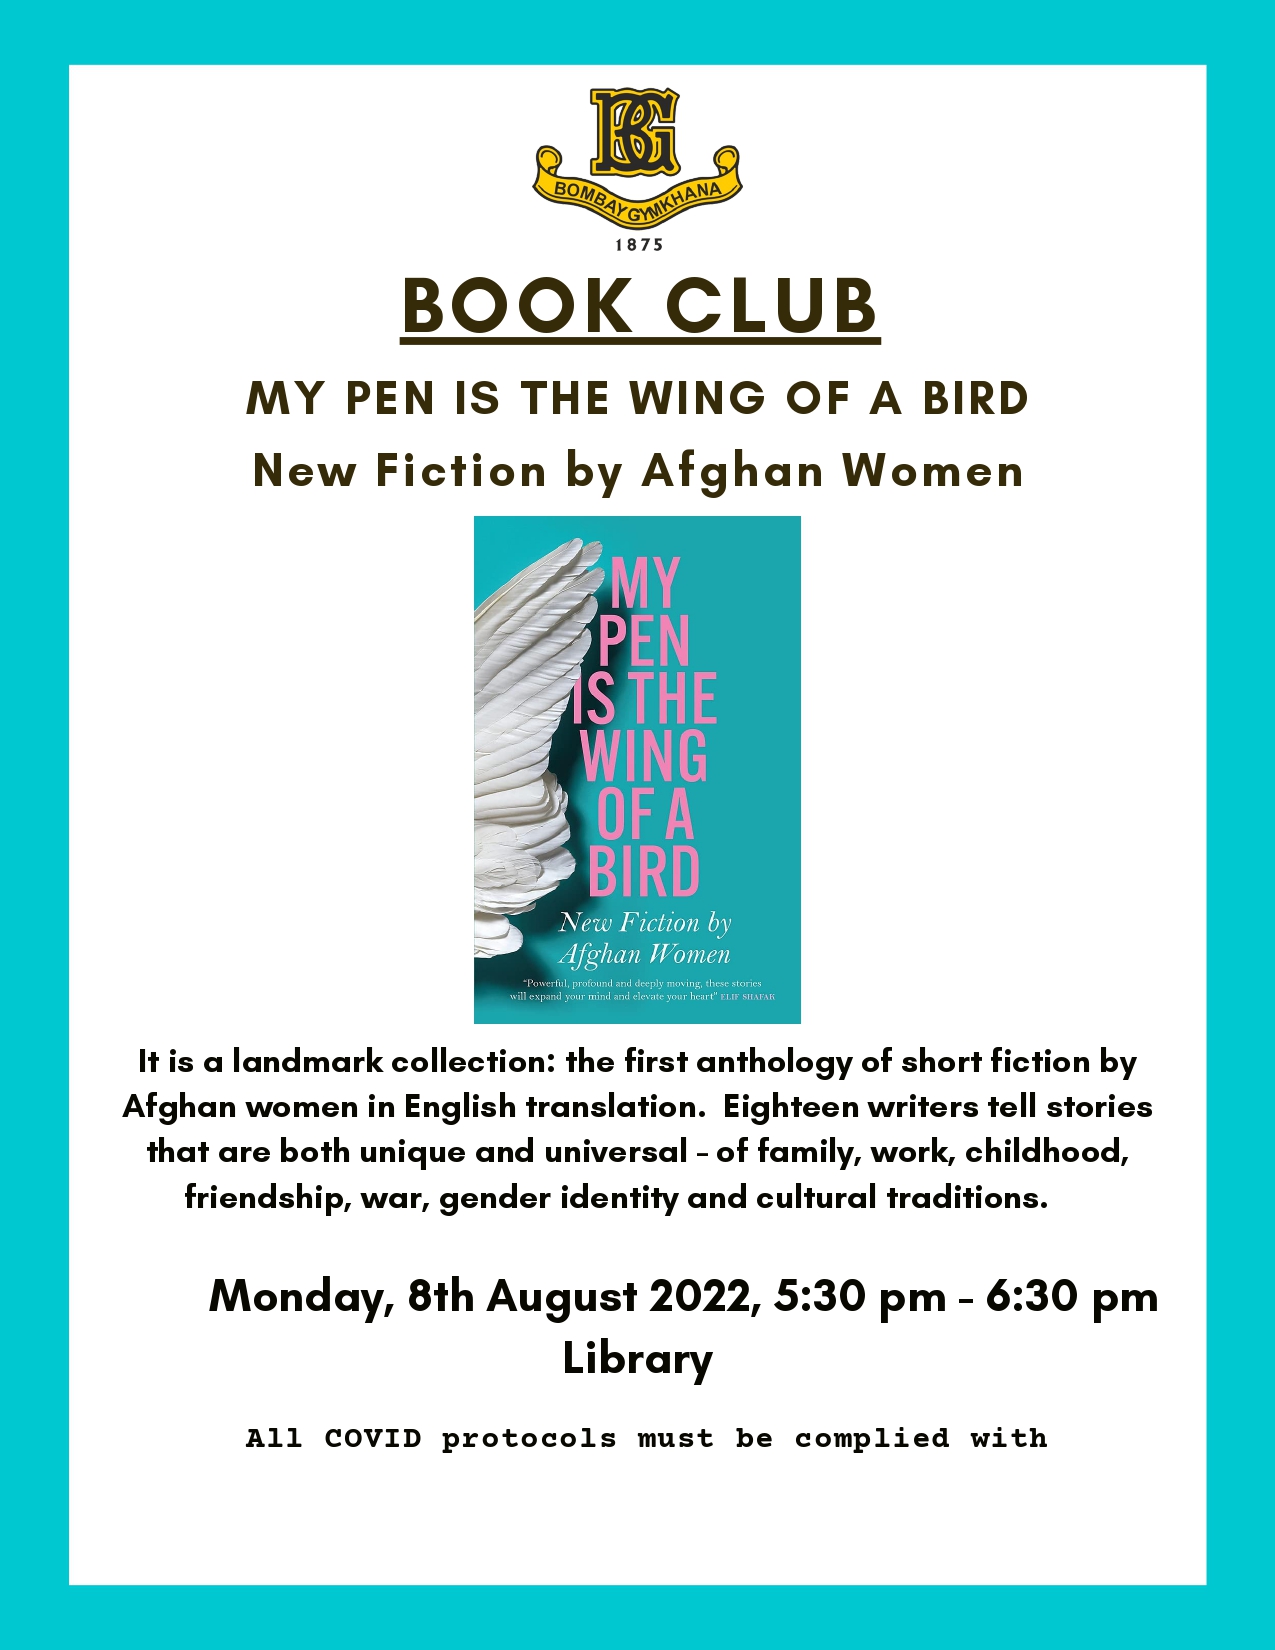 BG
BOMBAY GYMKHANA
1875
BOOK CLUB
MY PEN IS THE WING OF A BIRD
New Fiction by Afghan Women
MY
PEN
IS THE
WING
OF A
BIRD
New Fiction by
Afghan Women
“Powerful, profound and deeply moving, these stories
will expand your mind and elevate your heart” ELIF SHAFAK
It is a landmark collection: the first anthology of short fiction by
Afghan women in English translation. Eighteen writers tell stories
that are both unique and universal - of family, work, childhood,
friendship, war, gender identity and cultural traditions.
Monday, 8th August 2022, 5:30 pm - 6:30 pm
Library
All COVID protocols must be complied with